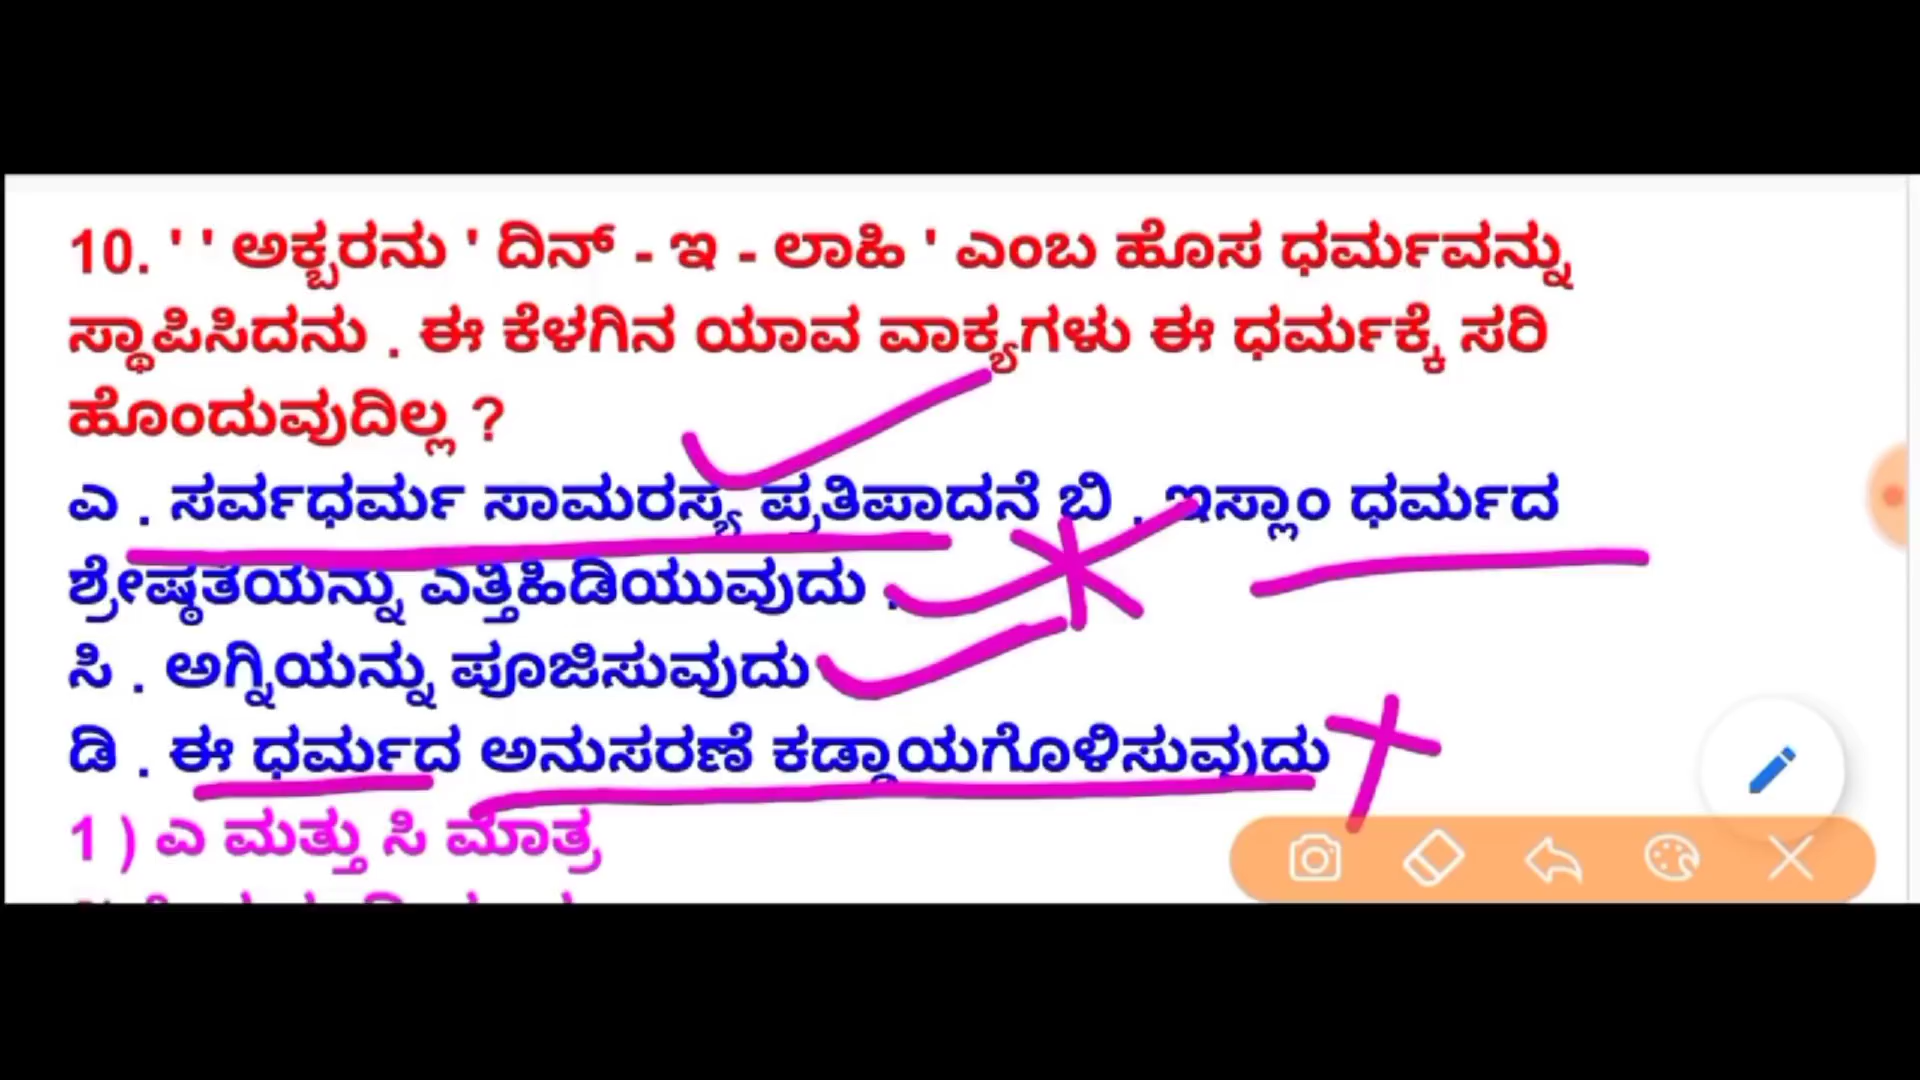 10. ' ' ಅಕ್ಬರನು ' ದಿನ್ - ಇ - ಲಾಹಿ ' ಎಂಬ ಹೊಸ ಧರ್ಮವನ್ನು
ಸ್ಥಾಪಿಸಿದನು . ಈ ಕೆಳಗಿನ ಯಾವ ವಾಕ್ಯಗಳು ಈ ಧರ್ಮಕ್ಕೆ ಸರಿ
ಹೊಂದುವುದಿಲ್ಲ ?
ಎ . ಸರ್ವಧರ್ಮ ಸಾಮರಸ್ಯ ಪ್ರತಿಪಾದನೆ ಬಿ . ಇಸ್ಲಾಂ ಧರ್ಮದ
ಶ್ರೇಷ್ಠತೆಯನ್ನು ಎತ್ತಿಹಿಡಿಯುವುದು .
ಸಿ . ಅಗ್ನಿಯನ್ನು ಪೂಜಿಸುವುದು
ಡಿ . ಈ ಧರ್ಮದ ಅನುಸರಣೆ ಕಡ್ಡಾಯಗೊಳಿಸುವುದು
1 ) ಎ ಮತ್ತು ಸಿ ಮಾತ್ರ